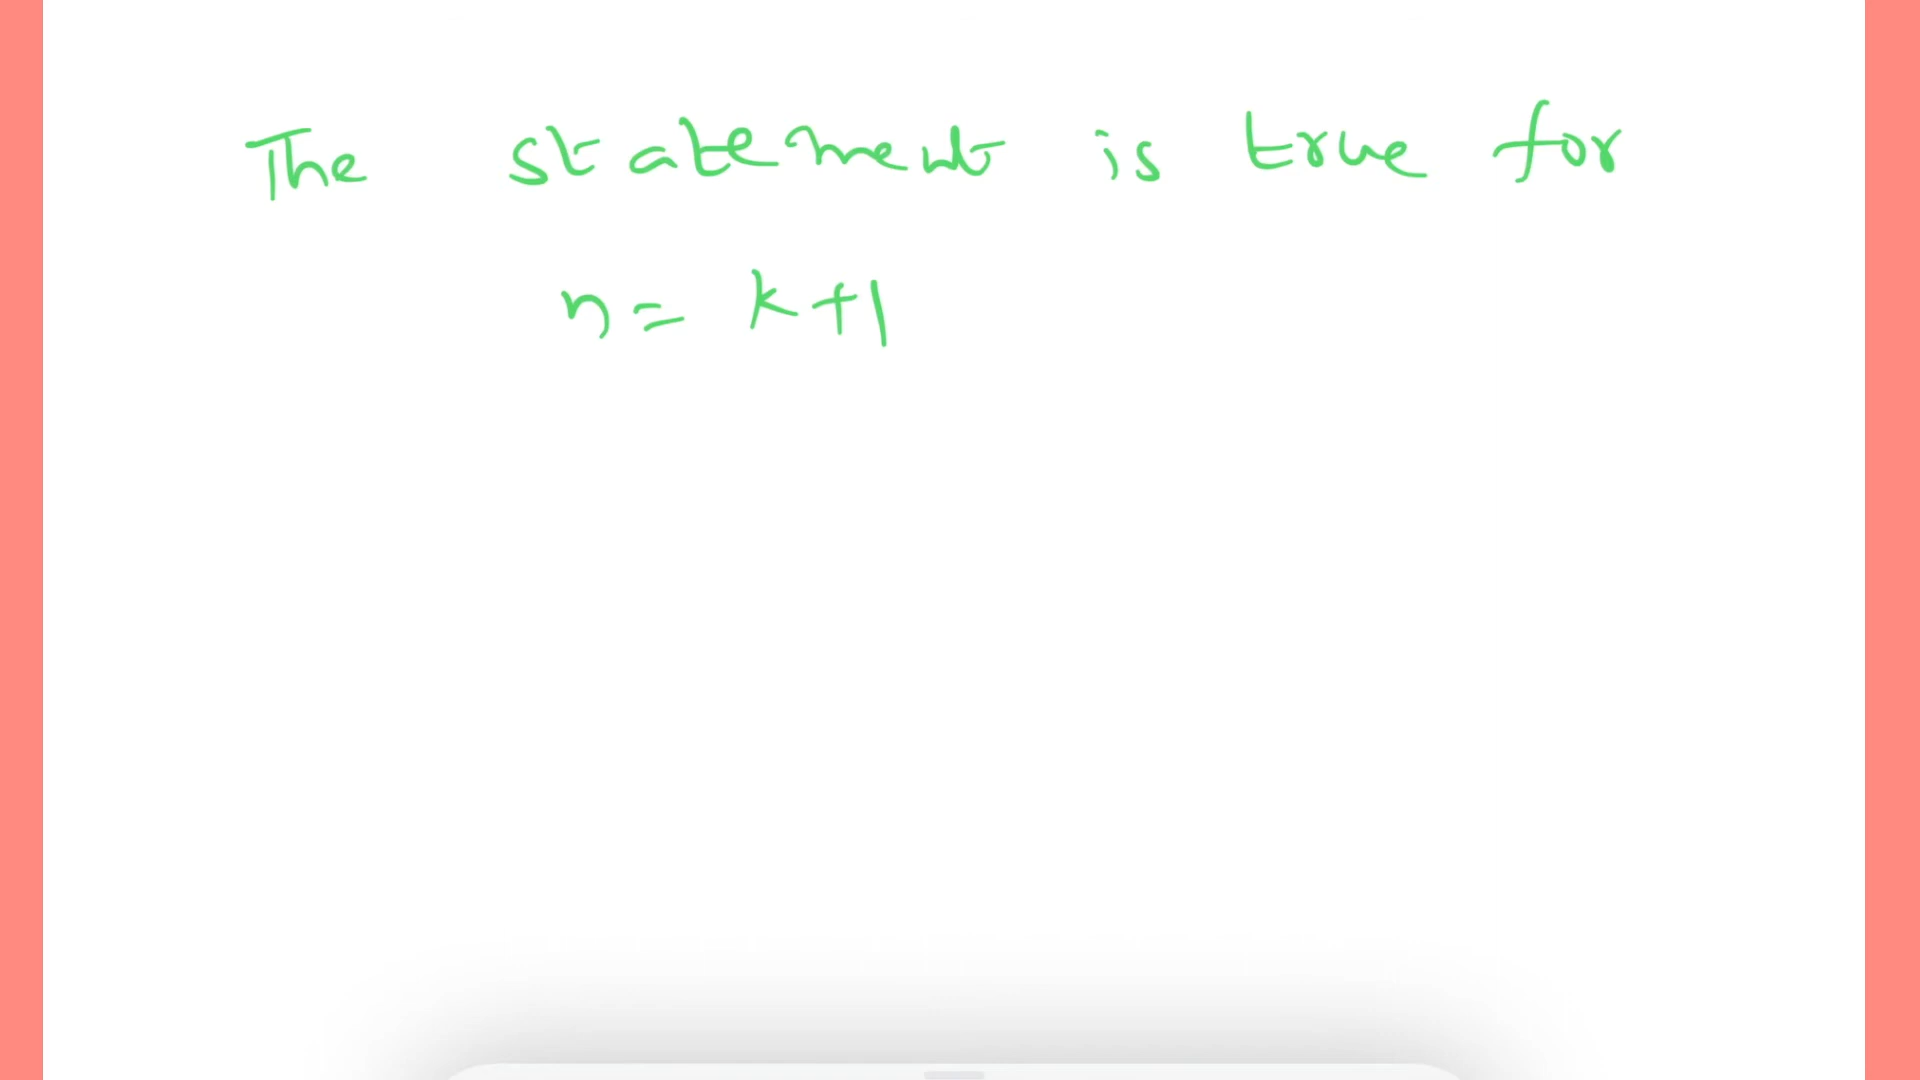 The statement is true for
n = k+1